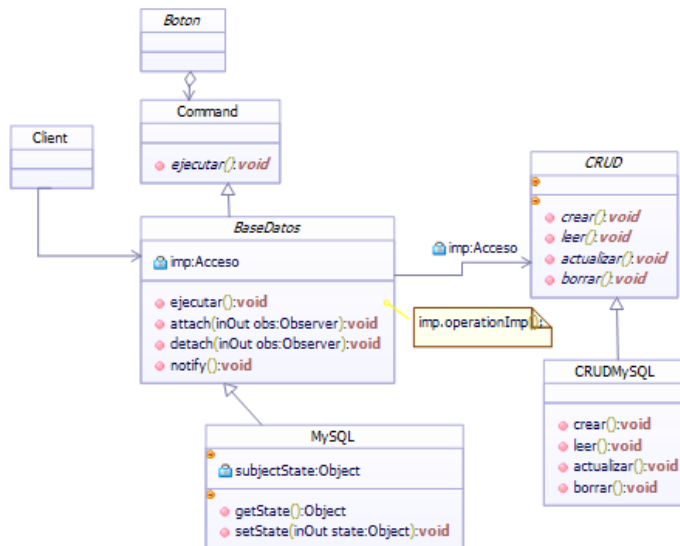 Boton
Command
ejecutar():void
Client
BaseDatos
imp:Acceso
ejecutar():void
attach(inOut obs:Observer):void
detach(inOut obs:Observer):void
notify():void
imp:Acceso
imp.operationImp();
CRUD
crear():void
leer():void
actualizar():void
borrar():void
CRUDMySQL
crear():void
leer():void
actualizar():void
borrar():void
MySQL
subjectState:Object
getState():Object
setState(inOut state:Object):void